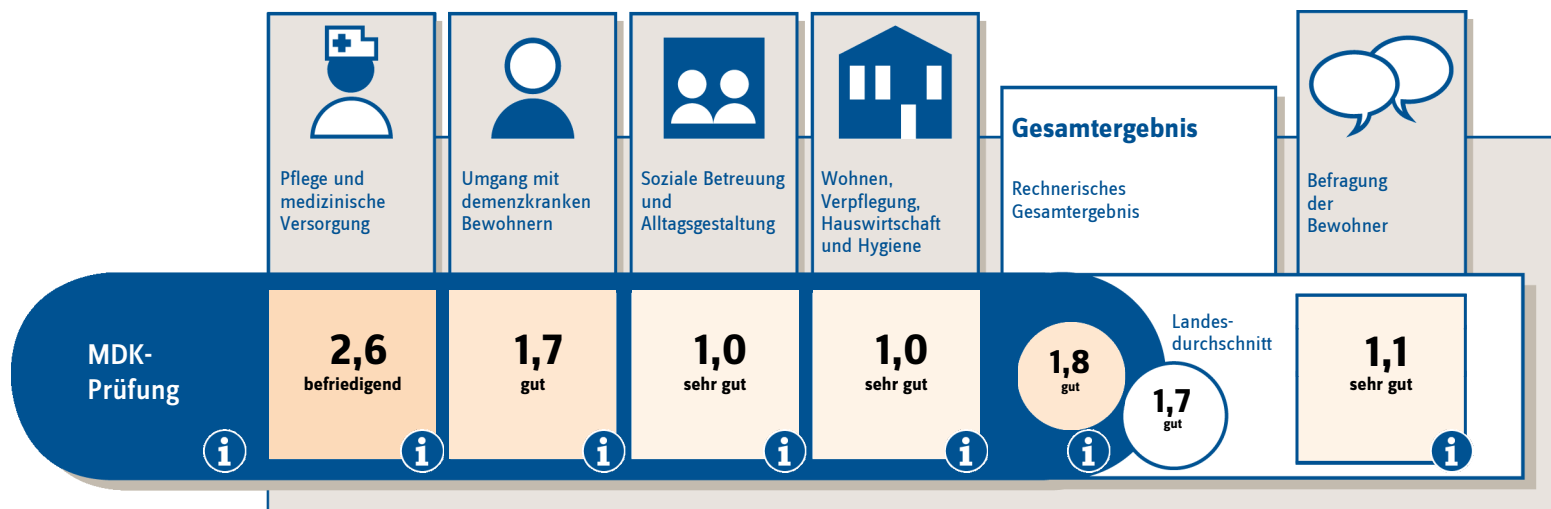 Pflege und
medizinische
Versorgung
Umgang mit
demenzkranken
Bewohnern
Soziale Betreuung
und
Alltagsgestaltung
Wohnen,
Verpflegung,
Hauswirtschaft
und Hygiene
Gesamtergebnis
Rechnerisches
Gesamtergebnis
Befragung
der
Bewohner
MDK-
Prüfung
i
2,6
befriedigend
i
1,7
gut
i
1,0
sehr gut
i
1,0
sehr gut
i
1,8
gut
i
Landes-
durchschnitt
1,7
gut
1,1
sehr gut
i